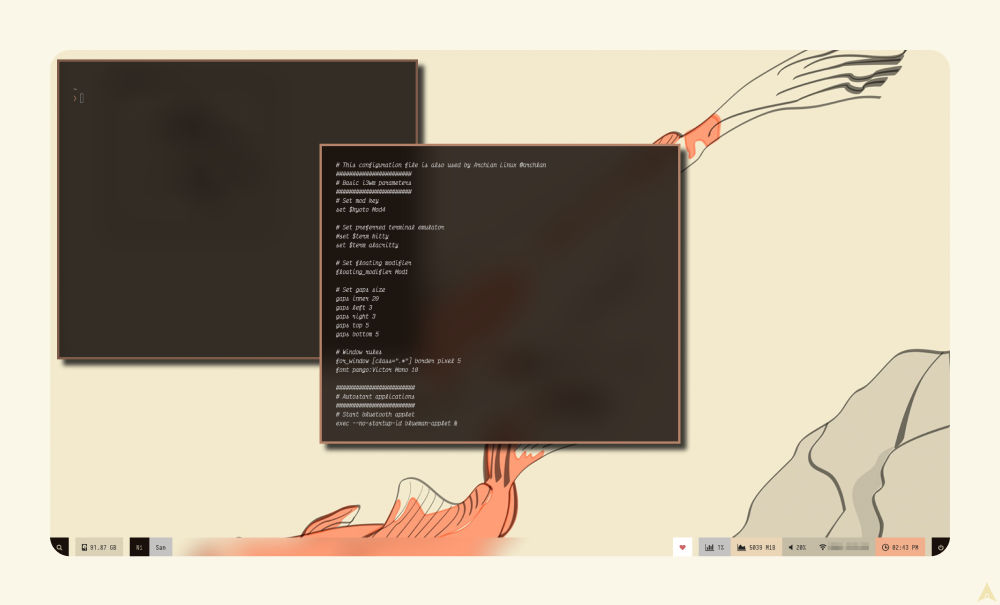 ~
❯
# This configuration file is also used by Archian Linux @archian
########################
# Basic i3wm parameters
########################
# Set mod key
set $kyoto Mod4
# Set preferred terminal emulator
#set $term kitty
set $term alacritty
# Set floating modifier
floating_modifier Mod1
# Set gaps size
gaps inner 20
gaps left 3
gaps right 3
gaps top 5
gaps bottom 5
# Window rules
for_window [class=".*"] border pixel 5
font pango:Victor Mono 10
#########################
# Autostart applications
#########################
# Start bluetooth applet
exec --no-startup-id blueman-applet &
91.87 GB Ni San 1% 5039 MiB 20% 02:43 PM